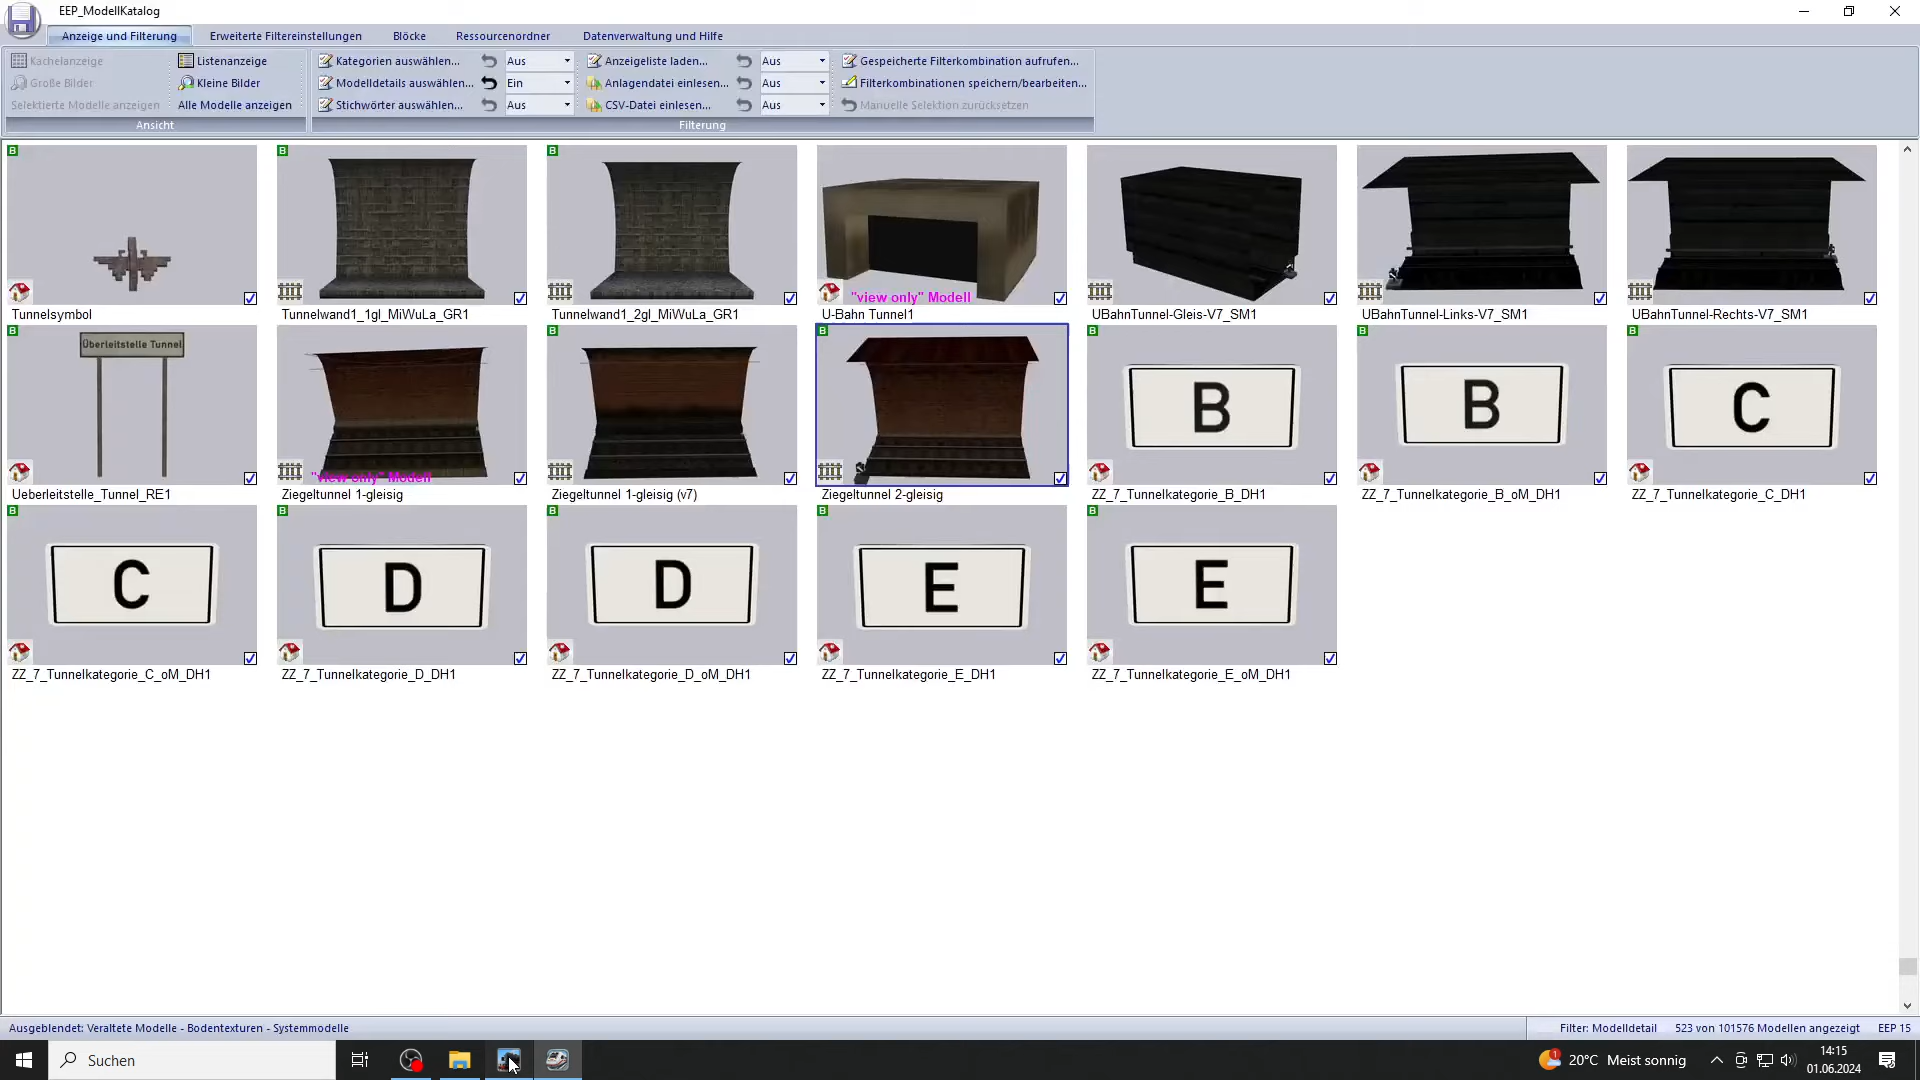 EEP_ModellKatalog
Anzeige und Filterung Erweiterte Filtereinstellungen Blöcke Ressourcenordner Datenverwaltung und Hilfe
Kachelanzeige Listenanzeige Kategorien auswählen... Aus Anzeigeliste laden... Aus Gespeicherte Filterkombination aufrufen...
Große Bilder Kleine Bilder Modelldetails auswählen... Ein Anlagendatei einlesen... Aus Filterkombinationen speichern/bearbeiten...
Selektierte Modelle anzeigen Alle Modelle anzeigen Stichwörter auswählen... Aus CSV-Datei einlesen... Aus Manuelle Selektion zurücksetzen
Ansicht Filterung
B B B
"view only" Modell
Tunnelsymbol Tunnelwand1_1gl_MiWuLa_GR1 Tunnelwand1_2gl_MiWuLa_GR1 U-Bahn Tunnel1 UBahnTunnel-Gleis-V7_SM1 UBahnTunnel-Links-V7_SM1 UBahnTunnel-Rechts-V7_SM1
B B B B B B B
Überleitstelle Tunnel
B B C
"view only" Modell
Ueberleitstelle_Tunnel_RE1 Ziegeltunnel 1-gleisig Ziegeltunnel 1-gleisig (v7) Ziegeltunnel 2-gleisig ZZ_7_Tunnelkategorie_B_DH1 ZZ_7_Tunnelkategorie_B_oM_DH1 ZZ_7_Tunnelkategorie_C_DH1
B B B B B
C D D E E
ZZ_7_Tunnelkategorie_C_oM_DH1 ZZ_7_Tunnelkategorie_D_DH1 ZZ_7_Tunnelkategorie_D_oM_DH1 ZZ_7_Tunnelkategorie_E_DH1 ZZ_7_Tunnelkategorie_E_oM_DH1
Ausgeblendet: Veraltete Modelle - Bodentexturen - Systemmodelle Filter: Modelldetail 523 von 101576 Modellen angezeigt EEP 15
Suchen 1 20°C Meist sonnig 14:15
01.06.2024